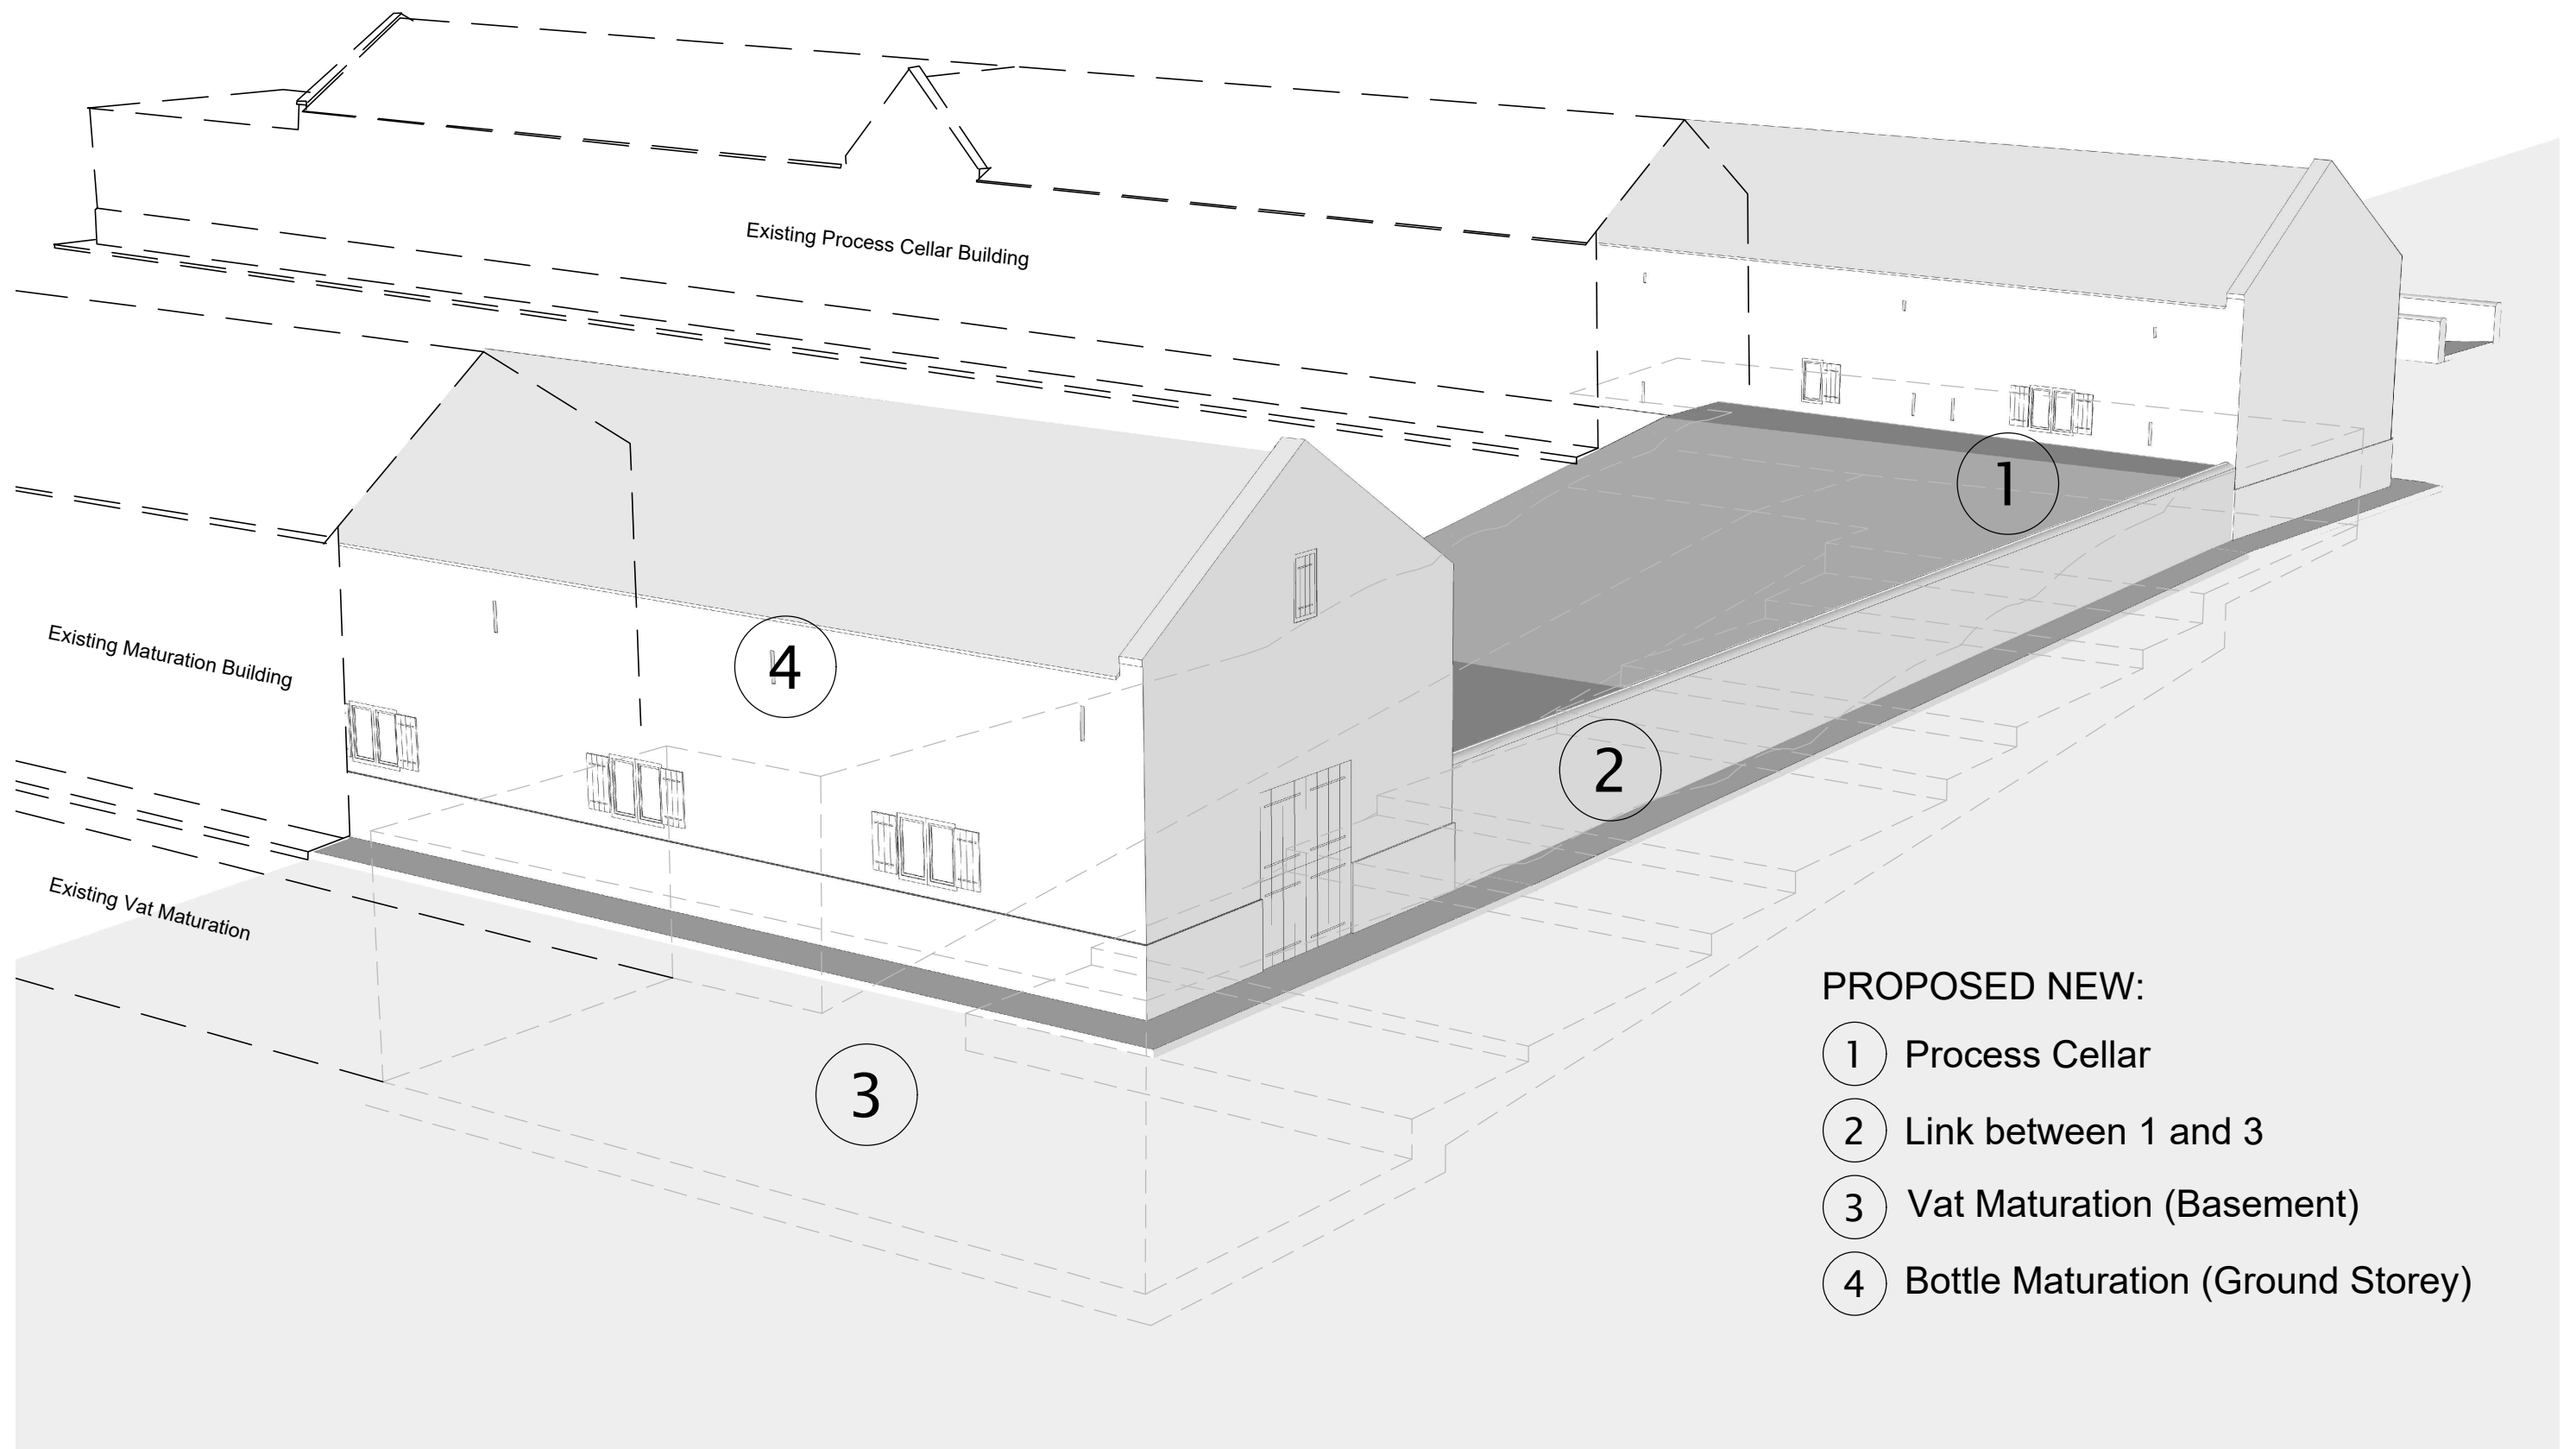 Existing Process Cellar Building
1
Existing Maturation Building
4
2
Existing Vat Maturation
3
PROPOSED NEW:
1 Process Cellar
2 Link between 1 and 3
3 Vat Maturation (Basement)
4 Bottle Maturation (Ground Storey)